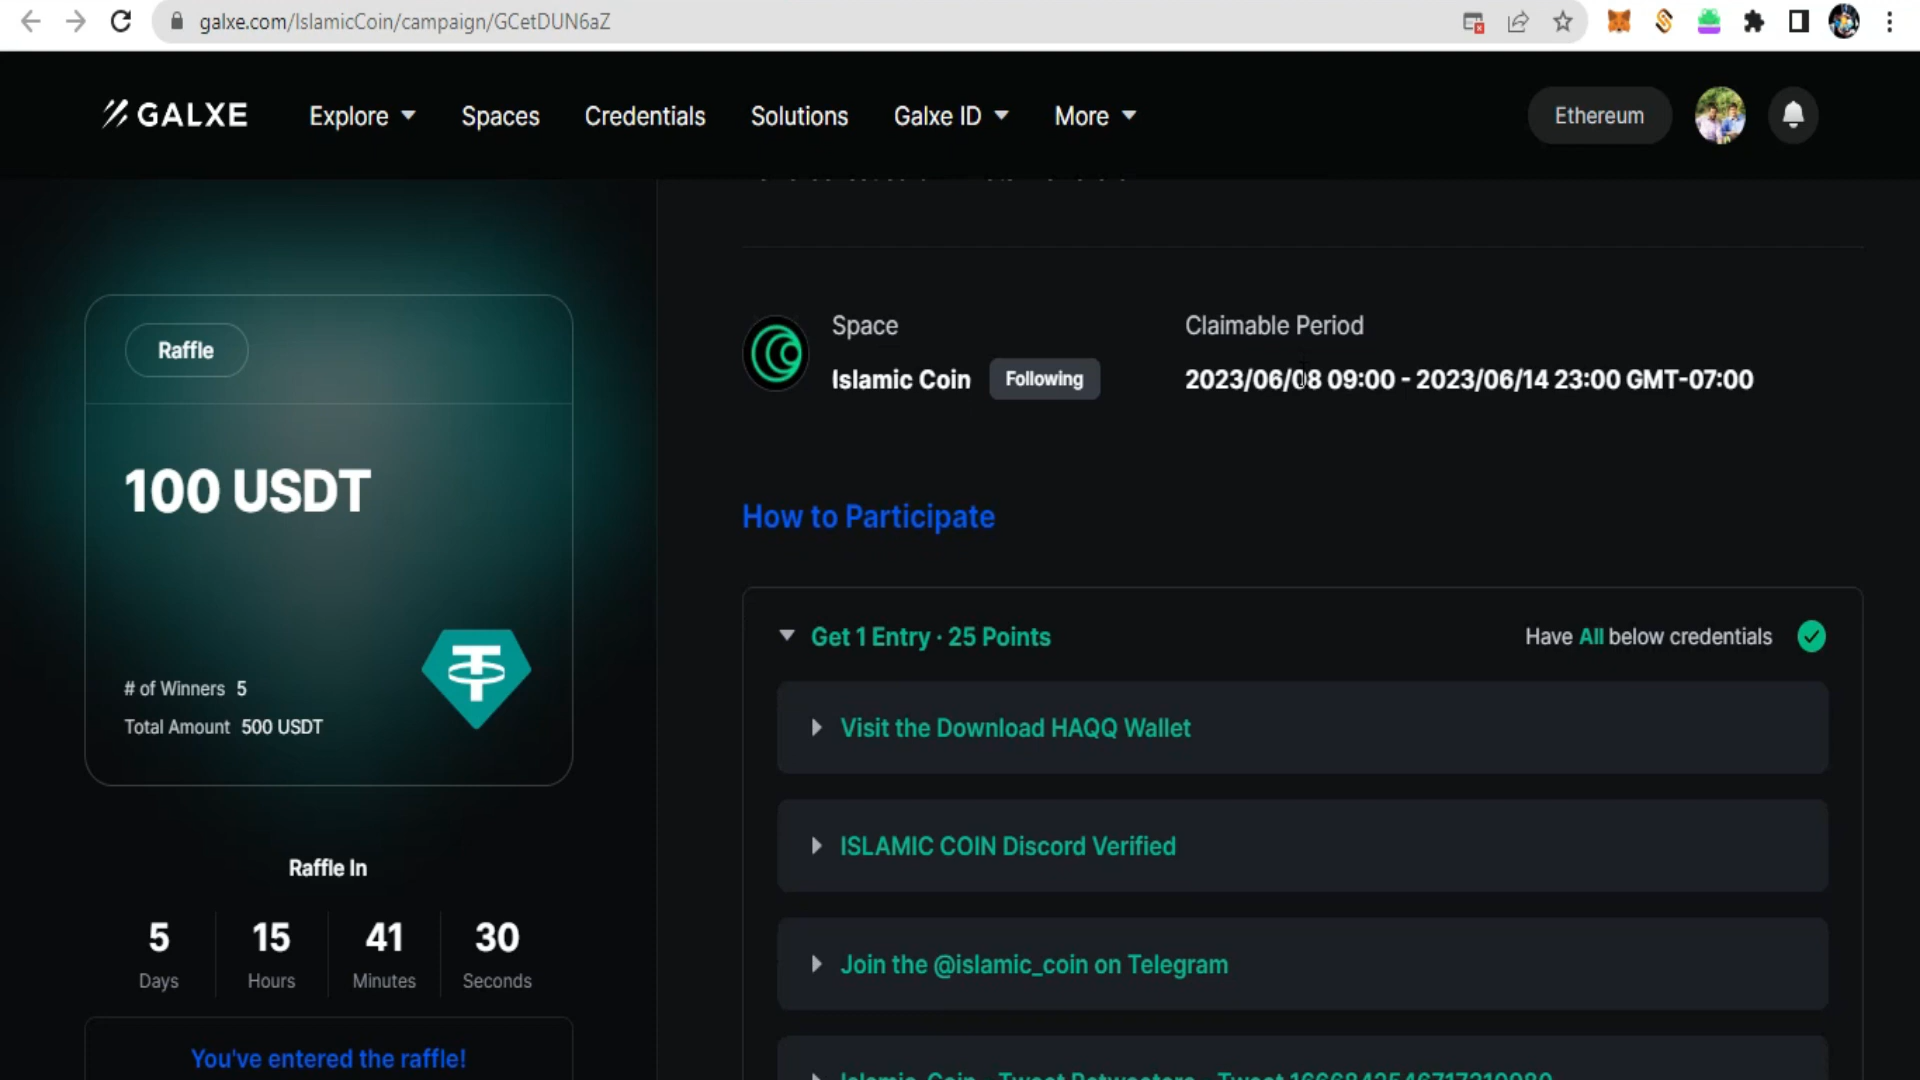 galxe.com/IslamicCoin/campaign/GCetDUN6aZ
GALXE
Explore
Spaces
Credentials
Solutions
Galxe ID
More
Ethereum
Raffle
100 USDT
# of Winners 5
Total Amount 500 USDT
Raffle In
5
15
41
30
Days
Hours
Minutes
Seconds
You've entered the raffle!
Space
Islamic Coin
Following
Claimable Period
2023/06/08 09:00 - 2023/06/14 23:00 GMT-07:00
How to Participate
Get 1 Entry · 25 Points
Have All below credentials
Visit the Download HAQQ Wallet
ISLAMIC COIN Discord Verified
Join the @islamic_coin on Telegram